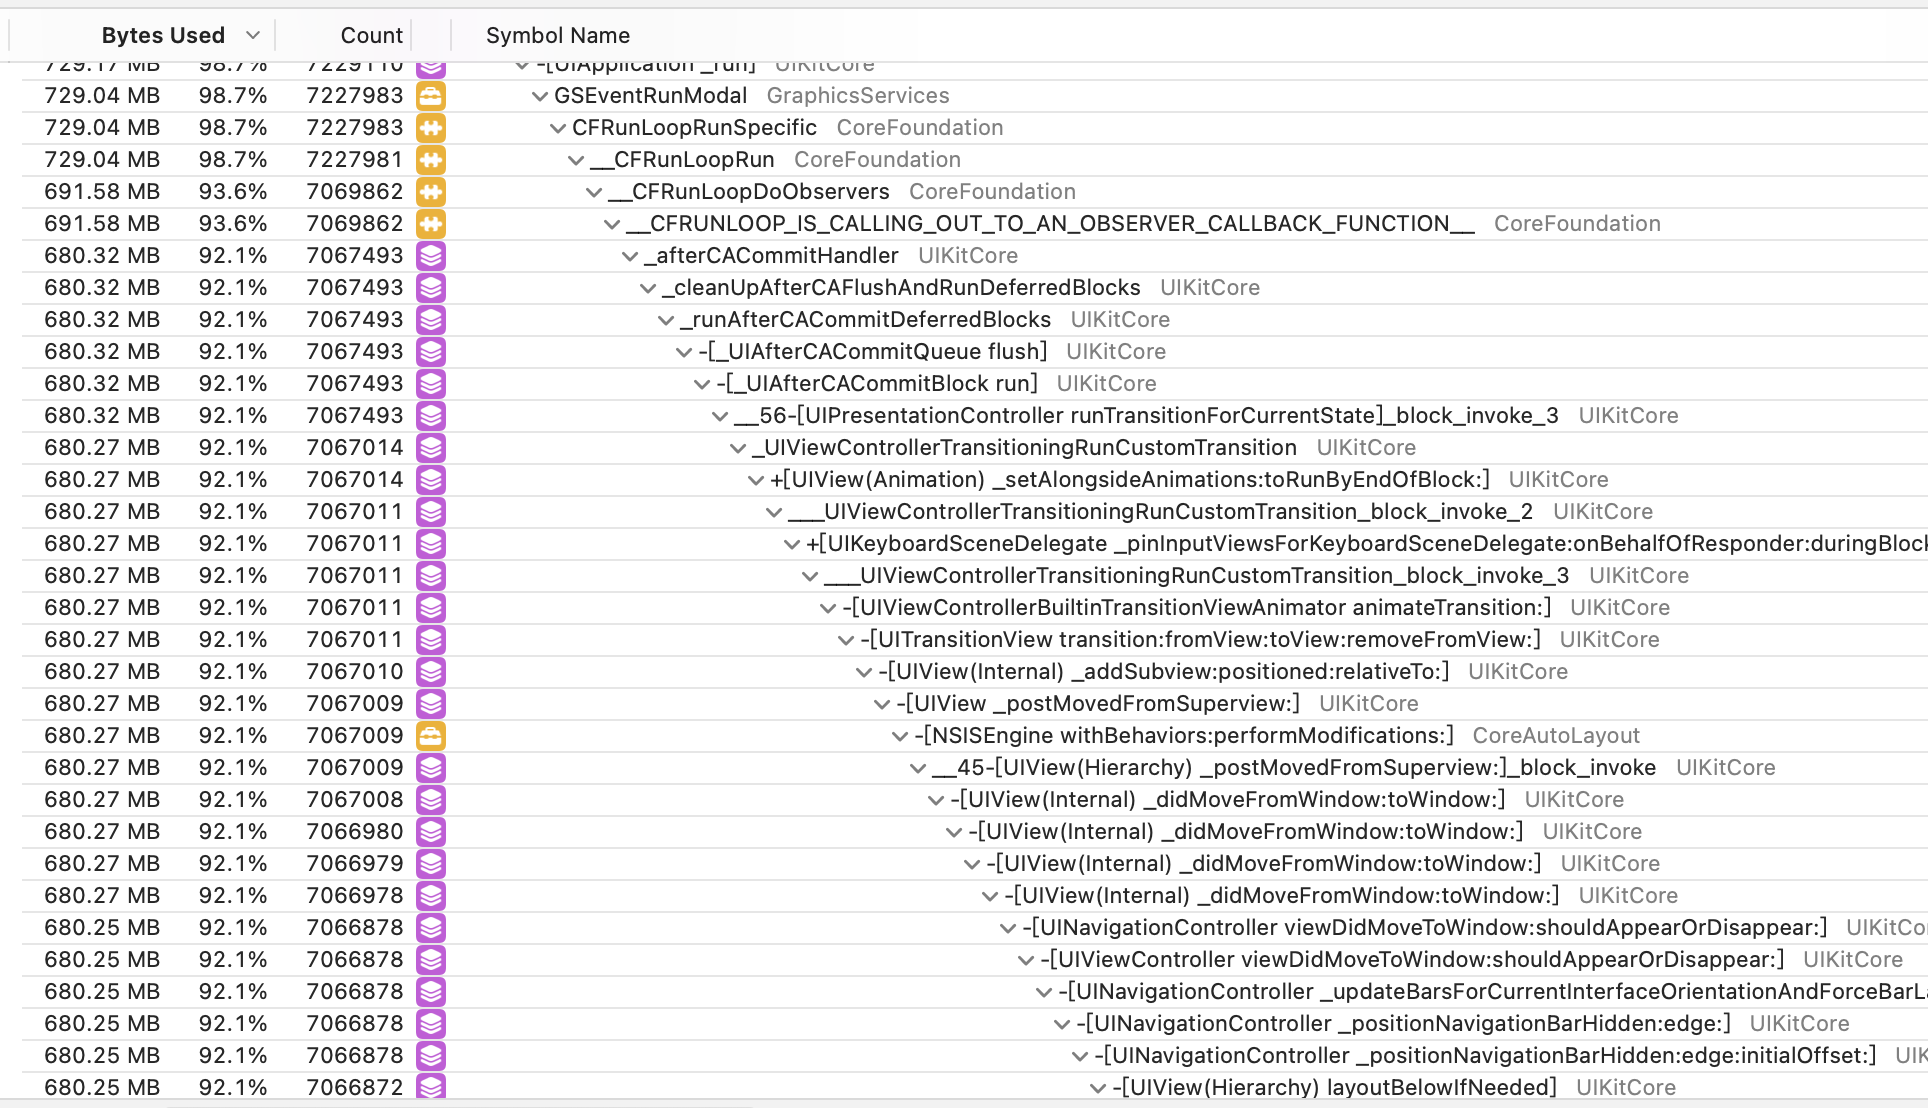 Bytes Used Count Symbol Name
729.17 MB 98.7% 7229110 -[UIApplication _run] UIKitCore
729.04 MB 98.7% 7227983 GSEventRunModal GraphicsServices
729.04 MB 98.7% 7227983 CFRunLoopRunSpecific CoreFoundation
729.04 MB 98.7% 7227981 __CFRunLoopRun CoreFoundation
691.58 MB 93.6% 7069862 __CFRunLoopDoObservers CoreFoundation
691.58 MB 93.6% 7069862 __CFRUNLOOP_IS_CALLING_OUT_TO_AN_OBSERVER_CALLBACK_FUNCTION__ CoreFoundation
680.32 MB 92.1% 7067493 _afterCACommitHandler UIKitCore
680.32 MB 92.1% 7067493 _cleanUpAfterCAFlushAndRunDeferredBlocks UIKitCore
680.32 MB 92.1% 7067493 _runAfterCACommitDeferredBlocks UIKitCore
680.32 MB 92.1% 7067493 -[_UIAfterCACommitQueue flush] UIKitCore
680.32 MB 92.1% 7067493 -[_UIAfterCACommitBlock run] UIKitCore
680.32 MB 92.1% 7067493 __56-[UIPresentationController runTransitionForCurrentState]_block_invoke_3 UIKitCore
680.27 MB 92.1% 7067014 _UIViewControllerTransitioningRunCustomTransition UIKitCore
680.27 MB 92.1% 7067014 +[UIView(Animation) _setAlongsideAnimations:toRunByEndOfBlock:] UIKitCore
680.27 MB 92.1% 7067011 ___UIViewControllerTransitioningRunCustomTransition_block_invoke_2 UIKitCore
680.27 MB 92.1% 7067011 +[UIKeyboardSceneDelegate _pinInputViewsForKeyboardSceneDelegate:onBehalfOfResponder:duringBlock
680.27 MB 92.1% 7067011 ___UIViewControllerTransitioningRunCustomTransition_block_invoke_3 UIKitCore
680.27 MB 92.1% 7067011 -[UIViewControllerBuiltinTransitionViewAnimator animateTransition:] UIKitCore
680.27 MB 92.1% 7067011 -[UITransitionView transition:fromView:toView:removeFromView:] UIKitCore
680.27 MB 92.1% 7067010 -[UIView(Internal) _addSubview:positioned:relativeTo:] UIKitCore
680.27 MB 92.1% 7067009 -[UIView _postMovedFromSuperview:] UIKitCore
680.27 MB 92.1% 7067009 -[NSISEngine withBehaviors:performModifications:] CoreAutoLayout
680.27 MB 92.1% 7067009 __45-[UIView(Hierarchy) _postMovedFromSuperview:]_block_invoke UIKitCore
680.27 MB 92.1% 7067008 -[UIView(Internal) _didMoveFromWindow:toWindow:] UIKitCore
680.27 MB 92.1% 7066980 -[UIView(Internal) _didMoveFromWindow:toWindow:] UIKitCore
680.27 MB 92.1% 7066979 -[UIView(Internal) _didMoveFromWindow:toWindow:] UIKitCore
680.27 MB 92.1% 7066978 -[UIView(Internal) _didMoveFromWindow:toWindow:] UIKitCore
680.25 MB 92.1% 7066878 -[UINavigationController viewDidMoveToWindow:shouldAppearOrDisappear:] UIKitCo
680.25 MB 92.1% 7066878 -[UIViewController viewDidMoveToWindow:shouldAppearOrDisappear:] UIKitCore
680.25 MB 92.1% 7066878 -[UINavigationController _updateBarsForCurrentInterfaceOrientationAndForceBarLa
680.25 MB 92.1% 7066878 -[UINavigationController _positionNavigationBarHidden:edge:] UIKitCore
680.25 MB 92.1% 7066878 -[UINavigationController _positionNavigationBarHidden:edge:initialOffset:] UIK
680.25 MB 92.1% 7066872 -[UIView(Hierarchy) layoutBelowIfNeeded] UIKitCore